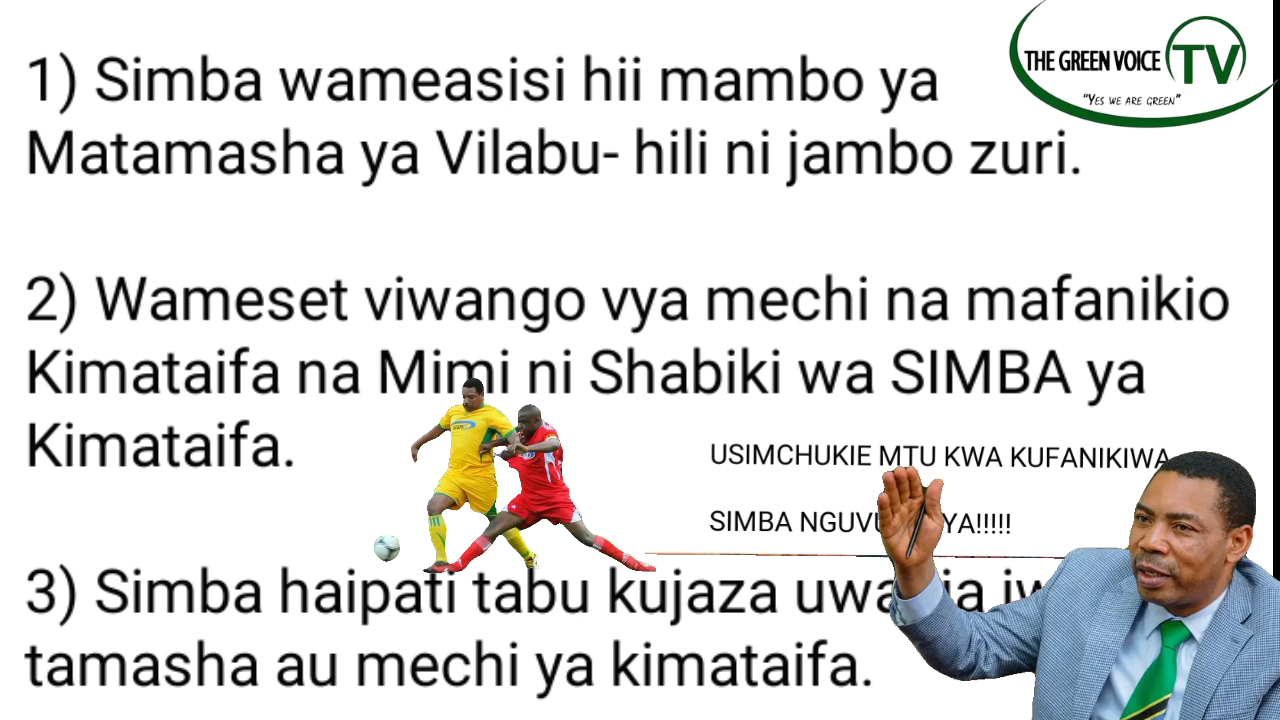 THE GREEN VOICE TV
"YES WE ARE GREEN"
1) Simba wameasisi hii mambo ya
Matamasha ya Vilabu- hili ni jambo zuri.
2) Wameset viwango vya mechi na mafanikio
Kimataifa na Mimi ni Shabiki wa SIMBA ya
Kimataifa.
USIMCHUKIE MTU KWA KUFANIKIWA
SIMBA
3) Simba haipati tabu kujaza
tamasha au mechi ya kimataifa.